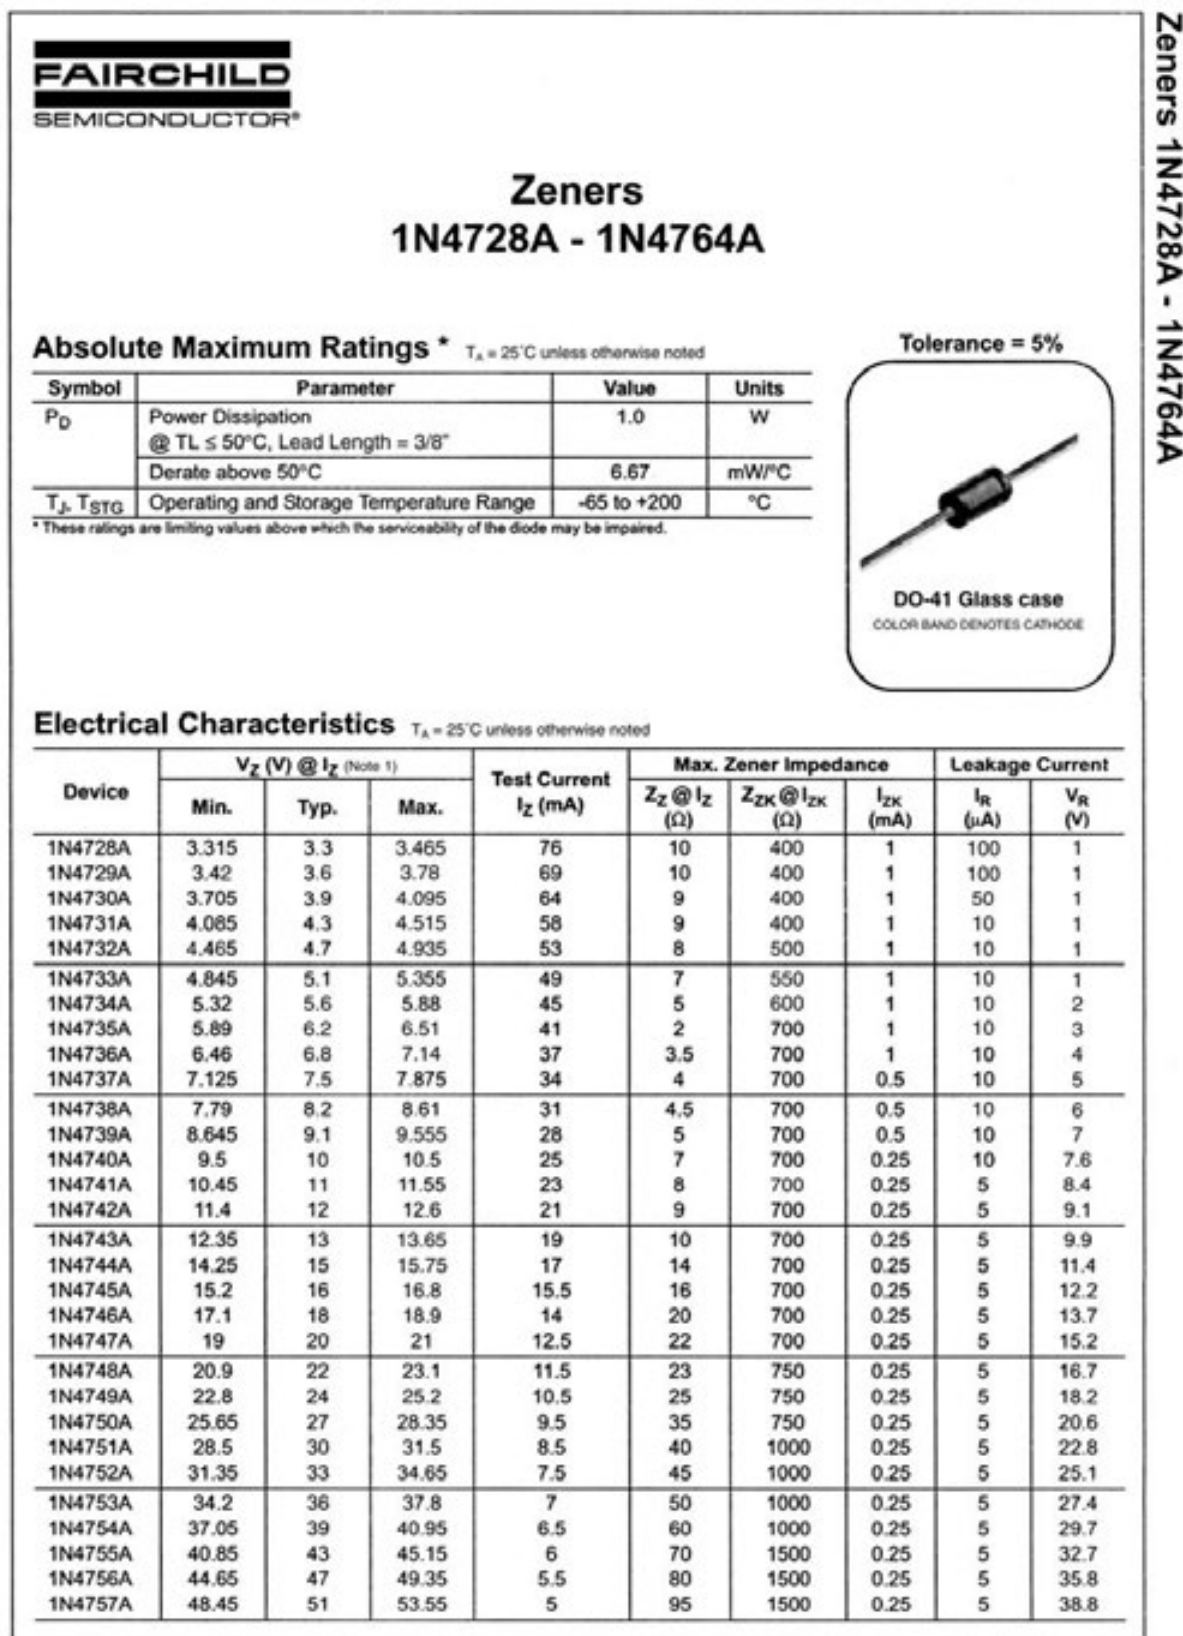 FAIRCHILD
SEMICONDUCTOR®
Zeners 1N4728A - 1N4764A
Zeners
1N4728A - 1N4764A
Absolute Maximum Ratings * TA = 25°C unless otherwise noted
Symbol Parameter Value Units
PD Power Dissipation 1.0 W
@ TL ≤ 50°C, Lead Length = 3/8"
Derate above 50°C 6.67 mW/°C
TJ, TSTG Operating and Storage Temperature Range -65 to +200 °C
* These ratings are limiting values above which the serviceability of the diode may be impaired.
Tolerance = 5%
DO-41 Glass case
COLOR BAND DENOTES CATHODE
Electrical Characteristics TA = 25°C unless otherwise noted
Device VZ (V) @ IZ (Note 1) Test Current IZ (mA) Max. Zener Impedance Leakage Current
Min. Typ. Max. ZZ @ IZ (Ω) ZZK @ IZK (Ω) IZK (mA) IR (μA) VR (V)
1N4728A 3.315 3.3 3.465 76 10 400 1 100 1
1N4729A 3.42 3.6 3.78 69 10 400 1 100 1
1N4730A 3.705 3.9 4.095 64 9 400 1 50 1
1N4731A 4.085 4.3 4.515 58 9 400 1 10 1
1N4732A 4.465 4.7 4.935 53 8 500 1 10 1
1N4733A 4.845 5.1 5.355 49 7 550 1 10 1
1N4734A 5.32 5.6 5.88 45 5 600 1 10 2
1N4735A 5.89 6.2 6.51 41 2 700 1 10 3
1N4736A 6.46 6.8 7.14 37 3.5 700 1 10 4
1N4737A 7.125 7.5 7.875 34 4 700 0.5 10 5
1N4738A 7.79 8.2 8.61 31 4.5 700 0.5 10 6
1N4739A 8.645 9.1 9.555 28 5 700 0.5 10 7
1N4740A 9.5 10 10.5 25 7 700 0.25 10 7.6
1N4741A 10.45 11 11.55 23 8 700 0.25 5 8.4
1N4742A 11.4 12 12.6 21 9 700 0.25 5 9.1
1N4743A 12.35 13 13.65 19 10 700 0.25 5 9.9
1N4744A 14.25 15 15.75 17 14 700 0.25 5 11.4
1N4745A 15.2 16 16.8 15.5 16 700 0.25 5 12.2
1N4746A 17.1 18 18.9 14 20 700 0.25 5 13.7
1N4747A 19 20 21 12.5 22 700 0.25 5 15.2
1N4748A 20.9 22 23.1 11.5 23 750 0.25 5 16.7
1N4749A 22.8 24 25.2 10.5 25 750 0.25 5 18.2
1N4750A 25.65 27 28.35 9.5 35 750 0.25 5 20.6
1N4751A 28.5 30 31.5 8.5 40 1000 0.25 5 22.8
1N4752A 31.35 33 34.65 7.5 45 1000 0.25 5 25.1
1N4753A 34.2 36 37.8 7 50 1000 0.25 5 27.4
1N4754A 37.05 39 40.95 6.5 60 1000 0.25 5 29.7
1N4755A 40.85 43 45.15 6 70 1500 0.25 5 32.7
1N4756A 44.65 47 49.35 5.5 80 1500 0.25 5 35.8
1N4757A 48.45 51 53.55 5 95 1500 0.25 5 38.8